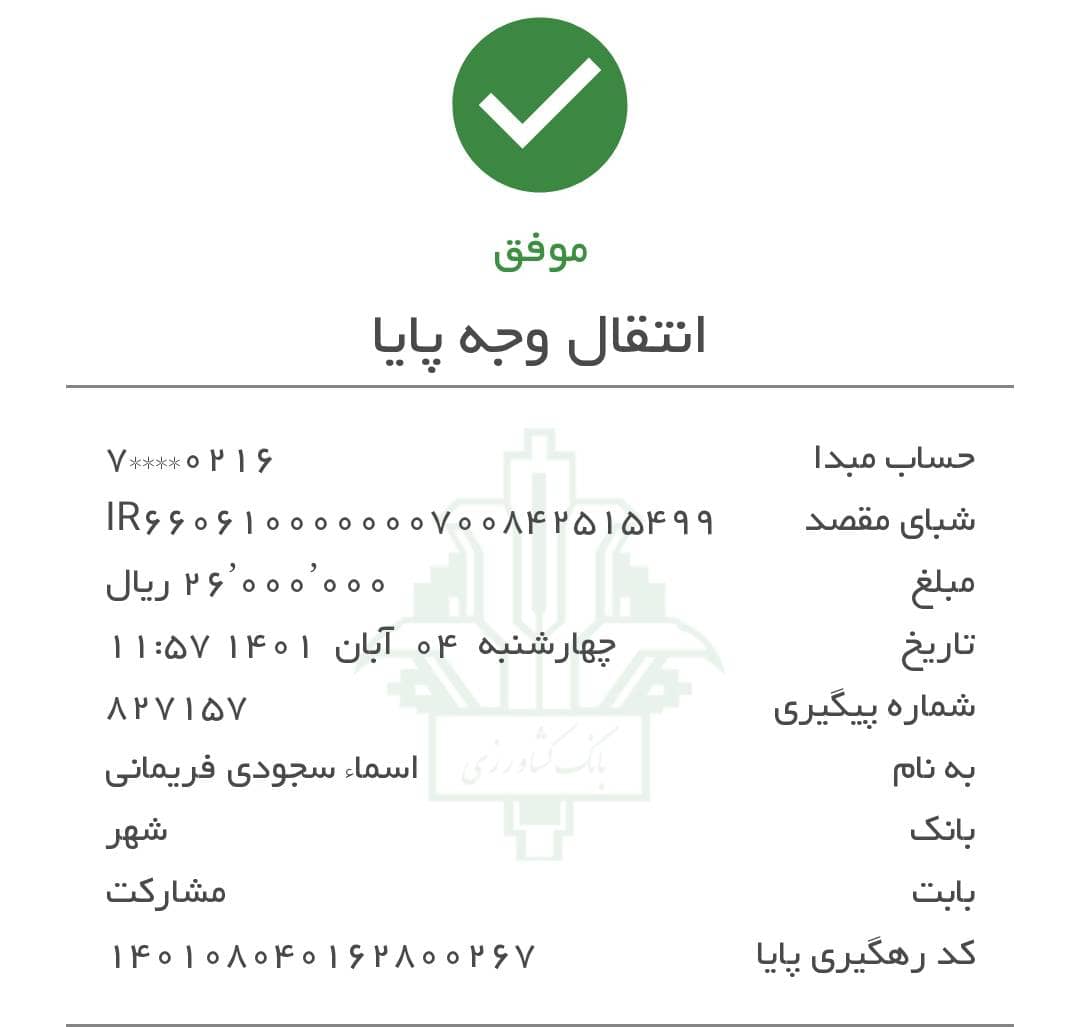 موفق
انتقال وجه پایا
حساب مبدا ۷****۰۲۱۶
شبای مقصد IR۶۶۰۶۱۰۰۰۰۰۰۰۷۰۰۸۴۲۵۱۵۴۹۹
مبلغ ۲۶٬۰۰۰٬۰۰۰ ریال
تاریخ چهارشنبه ۰۴ آبان ۱۴۰۱ ۱۱:۵۷
شماره پیگیری ۸۲۷۱۵۷
به نام اسماء سجودی فریمانی
بانک شهر
بابت مشارکت
کد رهگیری پایا ۱۴۰۱۰۸۰۴۰۱۶۲۸۰۰۲۶۷
بانک کشاورزی